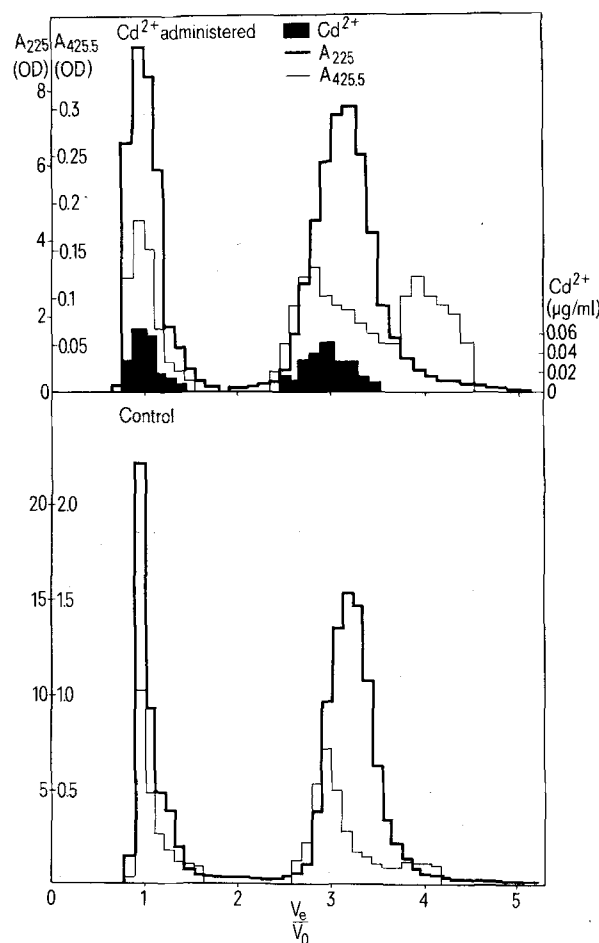 A225 A425.5
(OD) (OD)
Cd2+ administered
Cd2+
A225
A425.5
8
6
4
2
0
0.3
0.25
0.2
0.15
0.1
0.05
Cd2+
(µg/ml)
0.06
0.04
0.02
0
Control
20 2.0
15 1.5
10 1.0
5 0.5
0 1 2 3 4 5
Ve
V0